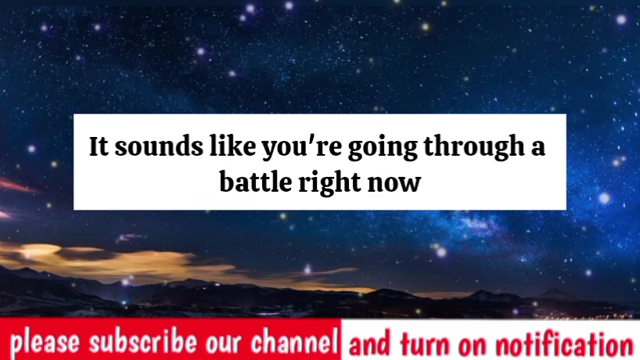 It sounds like you're going through a
battle right now
please subscribe our channel and turn on notification